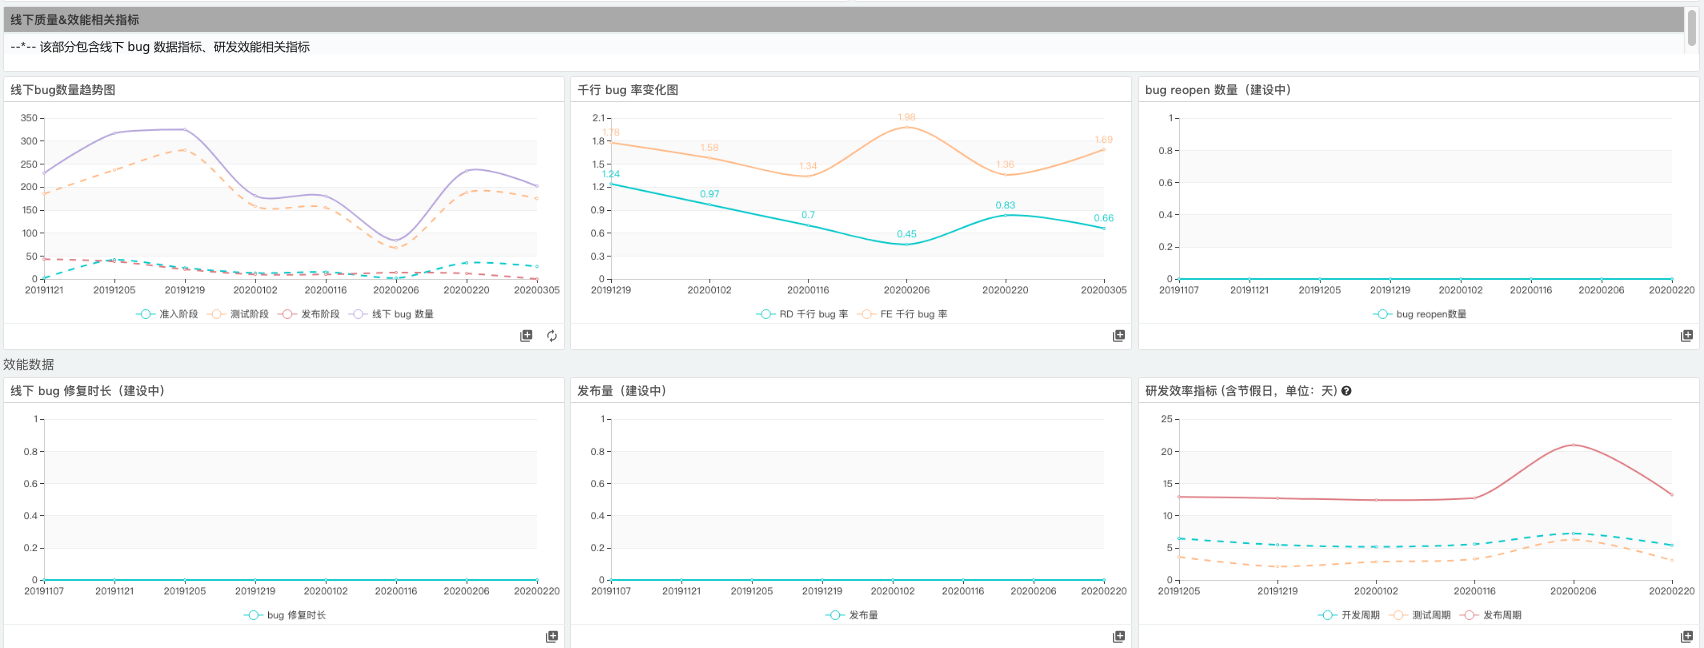 线下质量&效能相关指标
--*-- 该部分包含线下 bug 数据指标、研发效能相关指标
线下bug数量趋势图
350
300
250
200
150
100
50
0
20191121 20191205 20191219 20200102 20200116 20200206 20200220 20200305
准入阶段 测试阶段 发布阶段 线下 bug 数量
千行 bug 率变化图
2.1
1.8
1.5
1.2
0.9
0.6
0.3
0
1.78 1.58 1.34 1.98 1.36 1.69
1.24 0.97 0.7 0.45 0.83 0.66
20191219 20200102 20200116 20200206 20200220 20200305
RD 千行 bug 率 FE 千行 bug 率
bug reopen 数量（建设中）
1
0.8
0.6
0.4
0.2
0
20191107 20191121 20191205 20191219 20200102 20200116 20200206 20200220
bug reopen数量
效能数据
线下 bug 修复时长（建设中）
1
0.8
0.6
0.4
0.2
0
20191107 20191121 20191205 20191219 20200102 20200116 20200206 20200220
bug 修复时长
发布量（建设中）
1
0.8
0.6
0.4
0.2
0
20191107 20191121 20191205 20191219 20200102 20200116 20200206 20200220
发布量
研发效率指标 (含节假日，单位：天) ?
25
20
15
10
5
0
20191205 20191219 20200102 20200116 20200206 20200220
开发周期 测试周期 发布周期